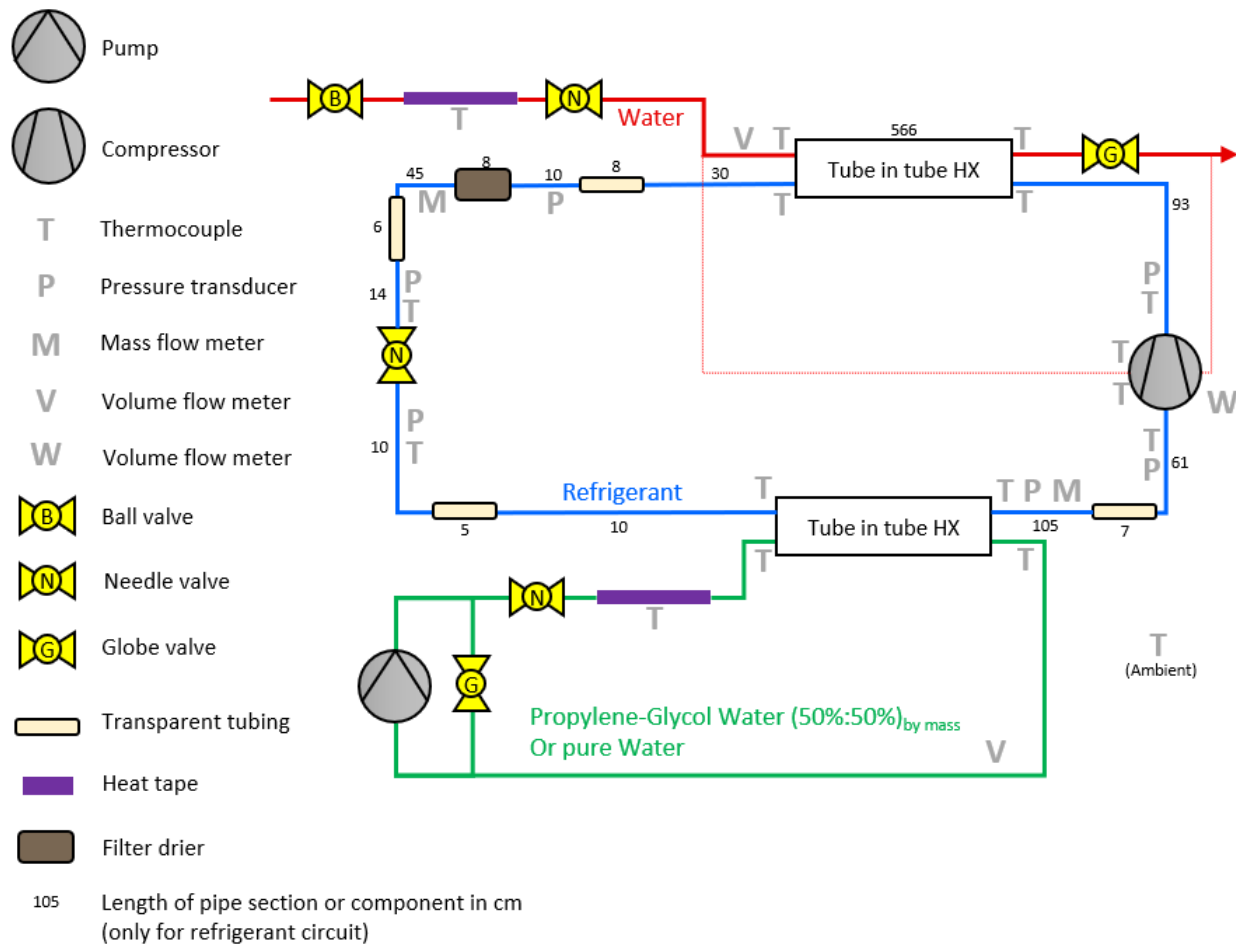 Pump
Compressor
T Thermocouple
P Pressure transducer
M Mass flow meter
V Volume flow meter
W Volume flow meter
B Ball valve
N Needle valve
G Globe valve
Transparent tubing
Heat tape
Filter drier
105 Length of pipe section or component in cm
(only for refrigerant circuit)
B
T
N
Water
V T
566
Tube in tube HX
T
G
45
M
8
10
P
8
30
T
T
93
6
14
P
T
N
P
T
P
T
T
T
W
10
T
P
61
5
Refrigerant
10
T
Tube in tube HX
T P M
105
7
T
T
N
T
G
T
(Ambient)
Propylene-Glycol Water (50%:50%)by mass
Or pure Water
V